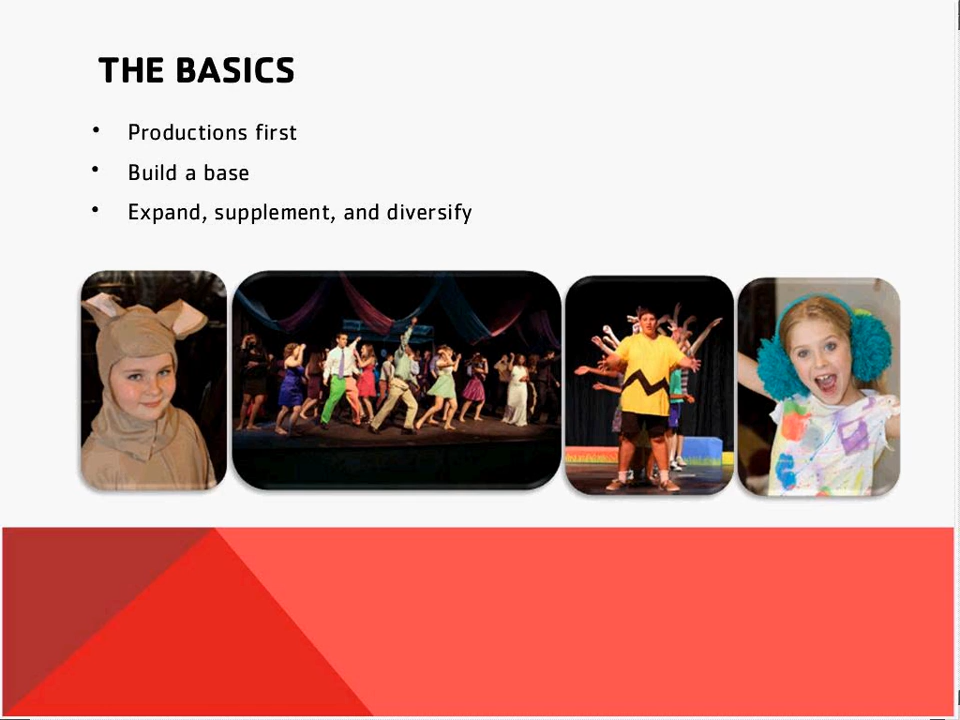 THE BASICS
• Productions first
• Build a base
• Expand, supplement, and diversify